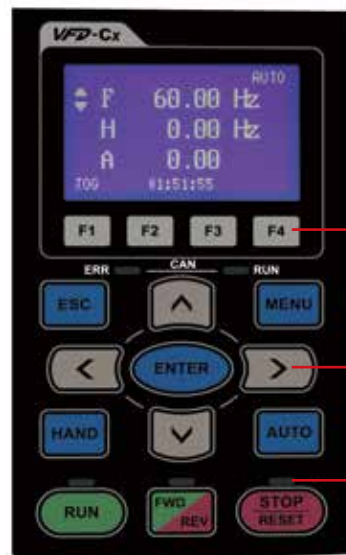 VFD-Cx
AUTO
F 60.00 Hz
H 0.00 Hz
A 0.00
TOG 01:51:55
F1 F2 F3 F4
ERR CAN RUN
ESC MENU
ENTER
HAND AUTO
RUN FWD REV STOP RESET